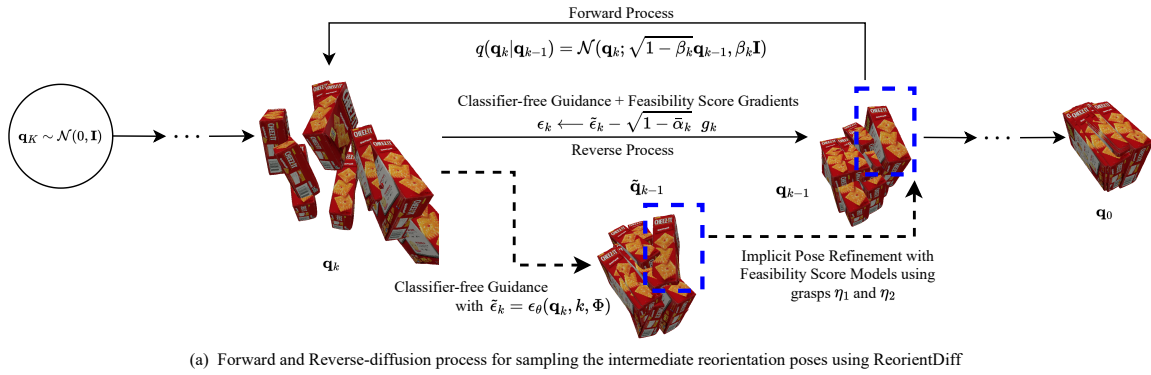 Forward Process
q(q_k|q_{k−1}) = 𝒩(q_k; √(1 − β_k) q_{k−1}, β_k I)
q_K ∼ 𝒩(0, I)
Classifier-free Guidance + Feasibility Score Gradients
ϵ_k ⟵ ϵ̃_k − √(1 − ᾱ_k) g_k
Reverse Process
q_k
q̃_{k−1}
q_{k−1}
q_0
Classifier-free Guidance
with ϵ̃_k = ϵ_θ(q_k, k, Φ)
Implicit Pose Refinement with
Feasibility Score Models using
grasps η_1 and η_2
CHEEZ-IT
(a) Forward and Reverse-diffusion process for sampling the intermediate reorientation poses using ReorientDiff